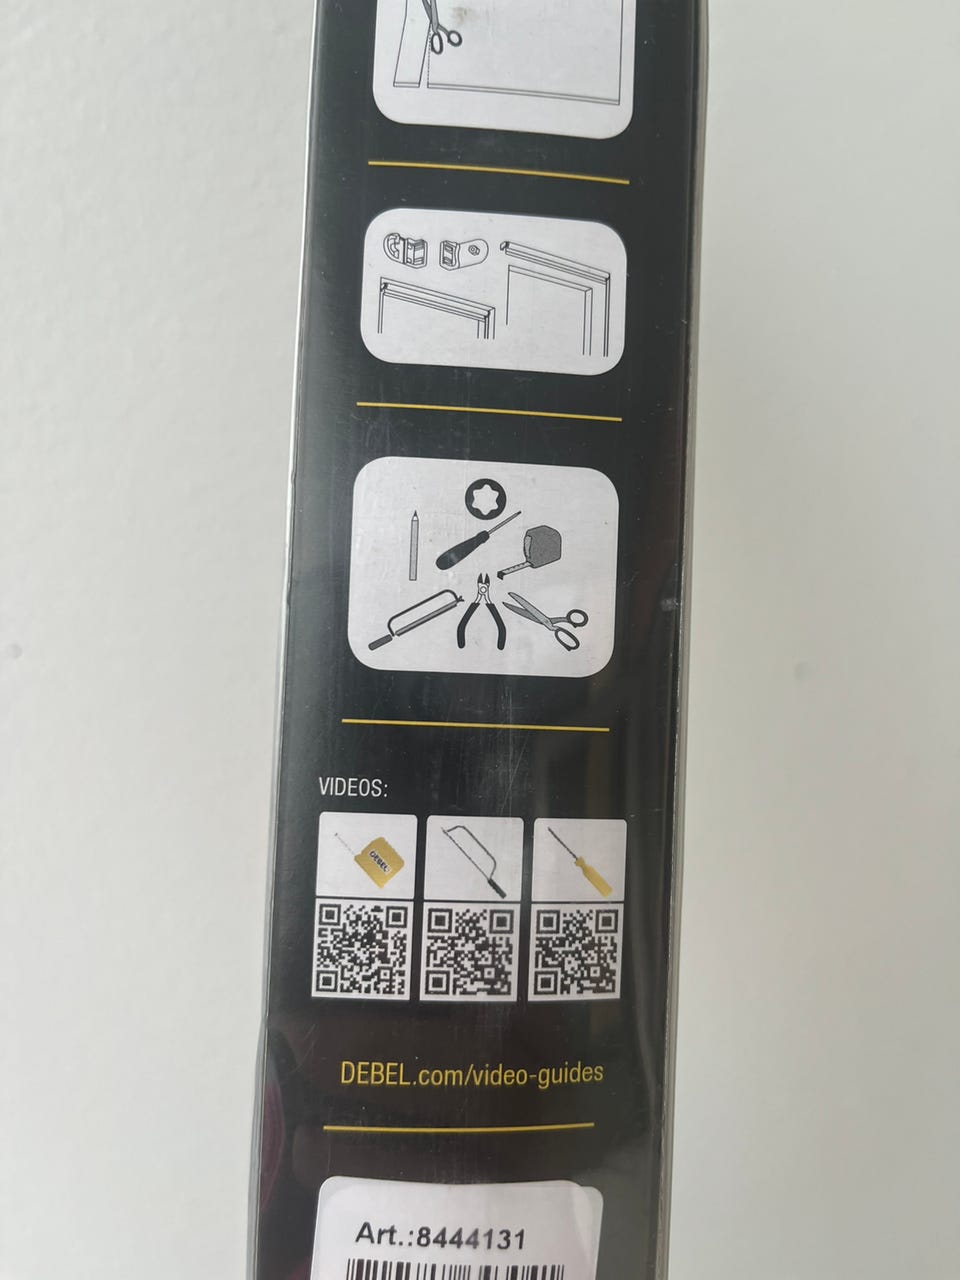 VIDEOS:
DEBEL
DEBEL.com/video-guides
Art.:8444131